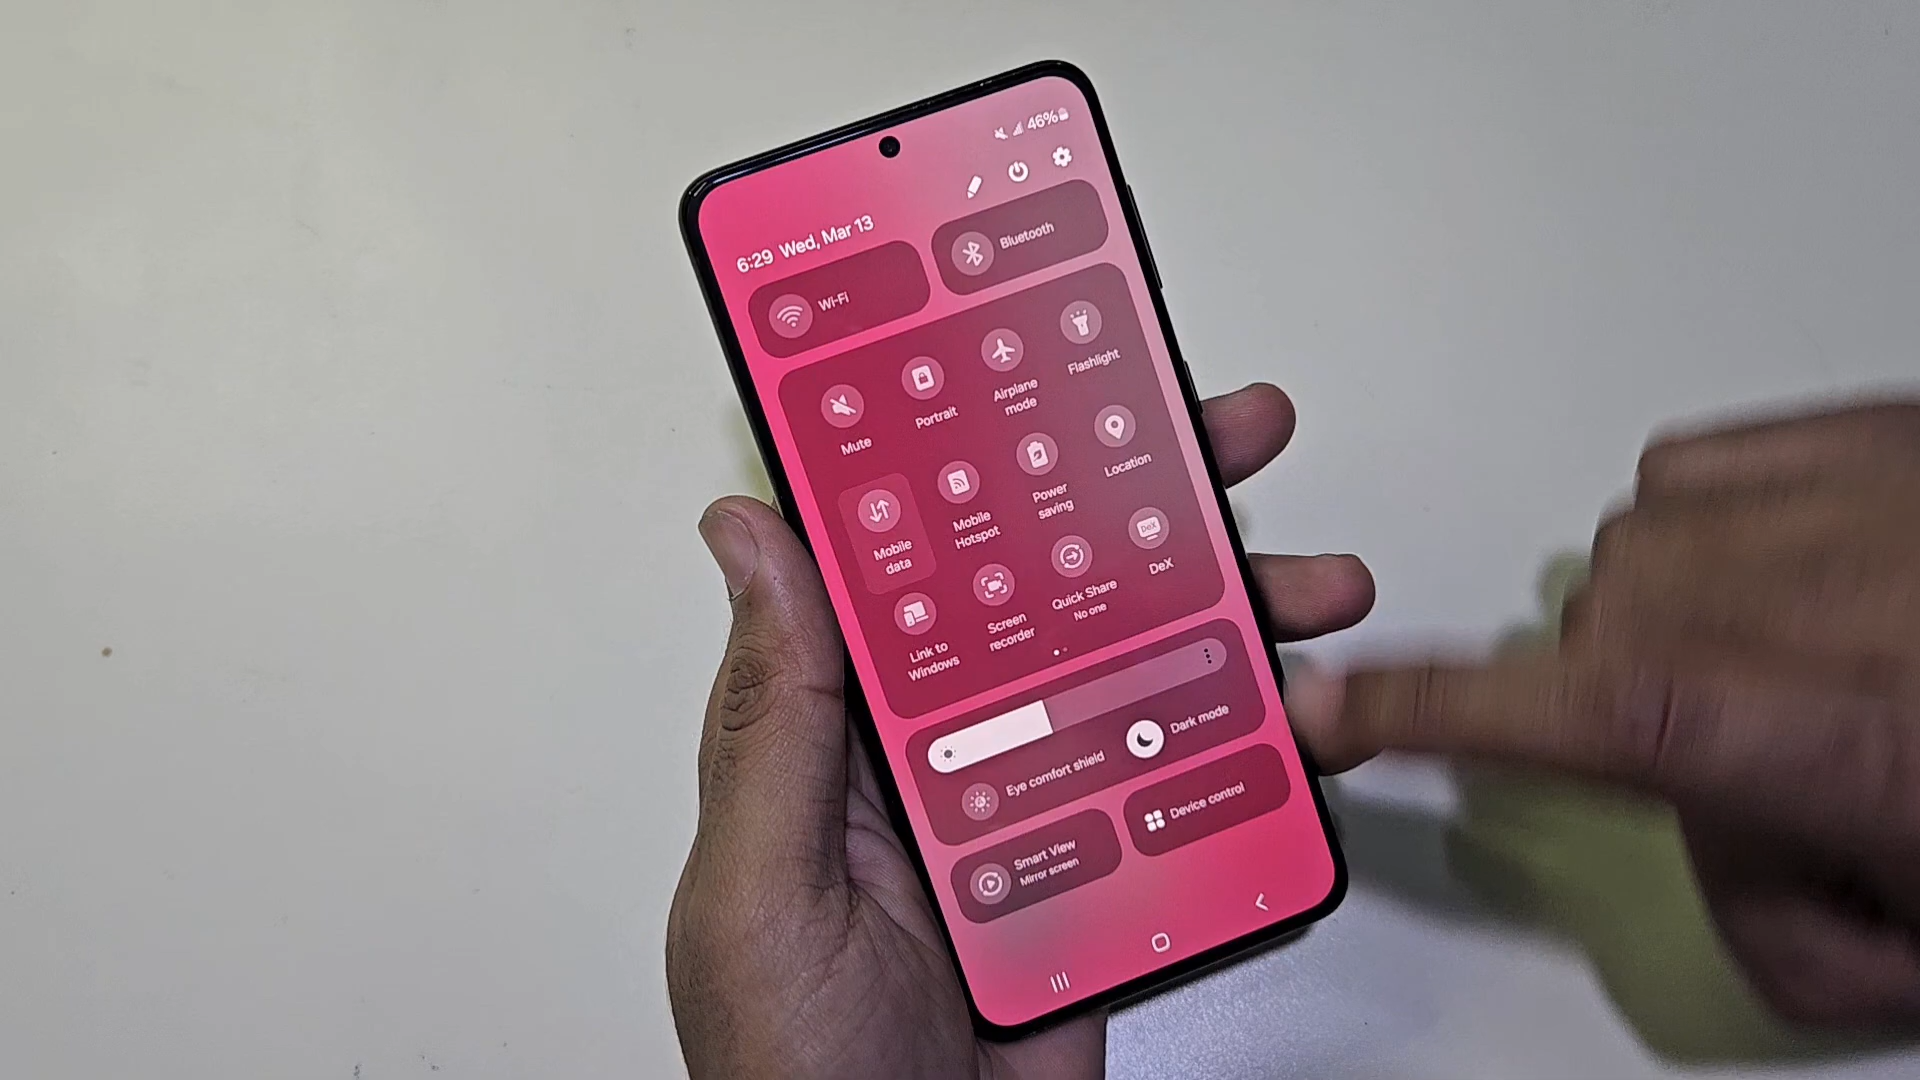 46%
6:29 Wed, Mar 13
Wi-Fi
Bluetooth
Mute
Portrait
Airplane
mode
Flashlight
Mobile
data
Mobile
Hotspot
Power
saving
Location
Link to
Windows
Screen
recorder
Quick Share
No one
DeX
DeX
Eye comfort shield
Dark mode
Smart View
Mirror screen
Device control